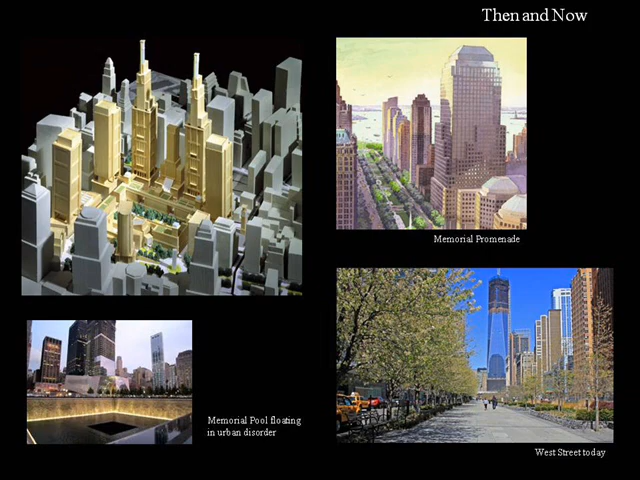 Then and Now
Memorial Promenade
Memorial Pool floating
in urban disorder
West Street today